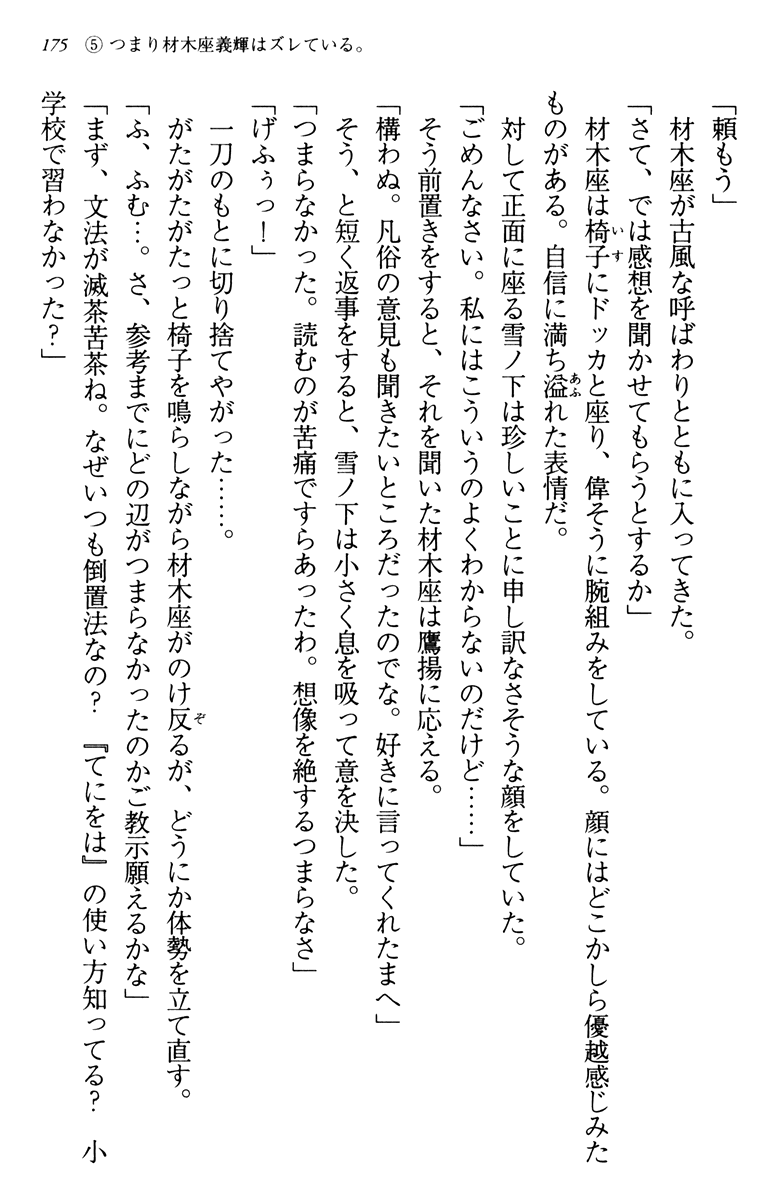 175　⑤ つまり材木座義輝はズレている。
「頼もう」
　材木座が古風な呼ばわりとともに入ってきた。
「さて、では感想を聞かせてもらうとするか」
　材木座は椅子にドッカと座り、偉そうに腕組みをしている。顔にはどこかしら優越感じみた
ものがある。自信に満ち溢れた表情だ。
　対して正面に座る雪ノ下は珍しいことに申し訳なさそうな顔をしていた。
「ごめんなさい。私にはこういうのよくわからないのだけど……」
　そう前置きをすると、それを聞いた材木座は鷹揚に応える。
「構わぬ。凡俗の意見も聞きたいところだったのでな。好きに言ってくれたまへ」
　そう、と短く返事をすると、雪ノ下は小さく息を吸って意を決した。
「つまらなかった。読むのが苦痛ですらあったわ。想像を絶するつまらなさ」
「げふぅっ！」
　一刀のもとに切り捨てやがった……。
　がたがたがたっと椅子を鳴らしながら材木座がのけ反るが、どうにか体勢を立て直す。
「ふ、ふむ…。さ、参考までにどの辺がつまらなかったのかご教示願えるかな」
「まず、文法が滅茶苦茶ね。なぜいつも倒置法なの？　『てにをは』の使い方知ってる？　小
学校で習わなかった？」